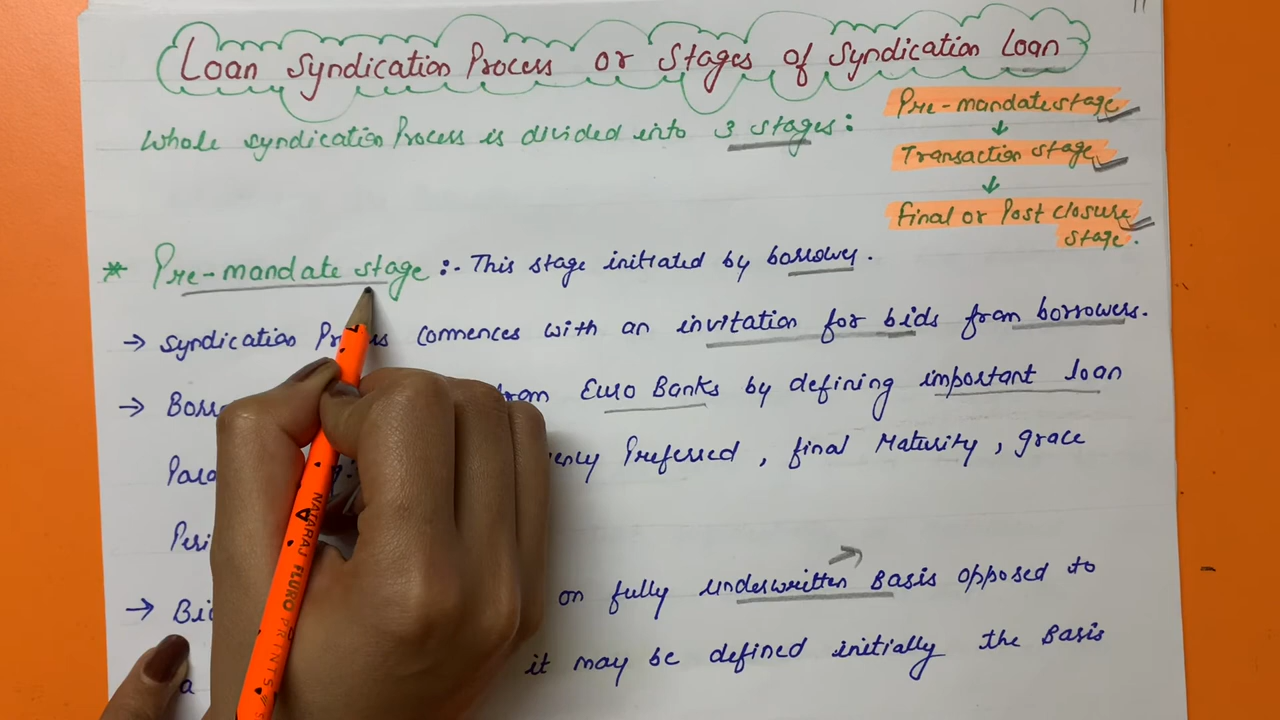 Loan Syndication Process or Stages of Syndication Loan
Whole syndication Process is divided into 3 stages:
Pre-mandate stage
↓
Transaction stage
↓
Final or Post closure
stage.
* Pre-mandate stage :- This stage initiated by borrower.
→ syndication commences with an invitation for bids from borrowers.
→ Euro Banks by defining important loan
Preferred, final Maturity, grace
→ on fully underwritten Basis opposed to
a it may be defined initially the Basis
NATARAJ FLURO PRINTS